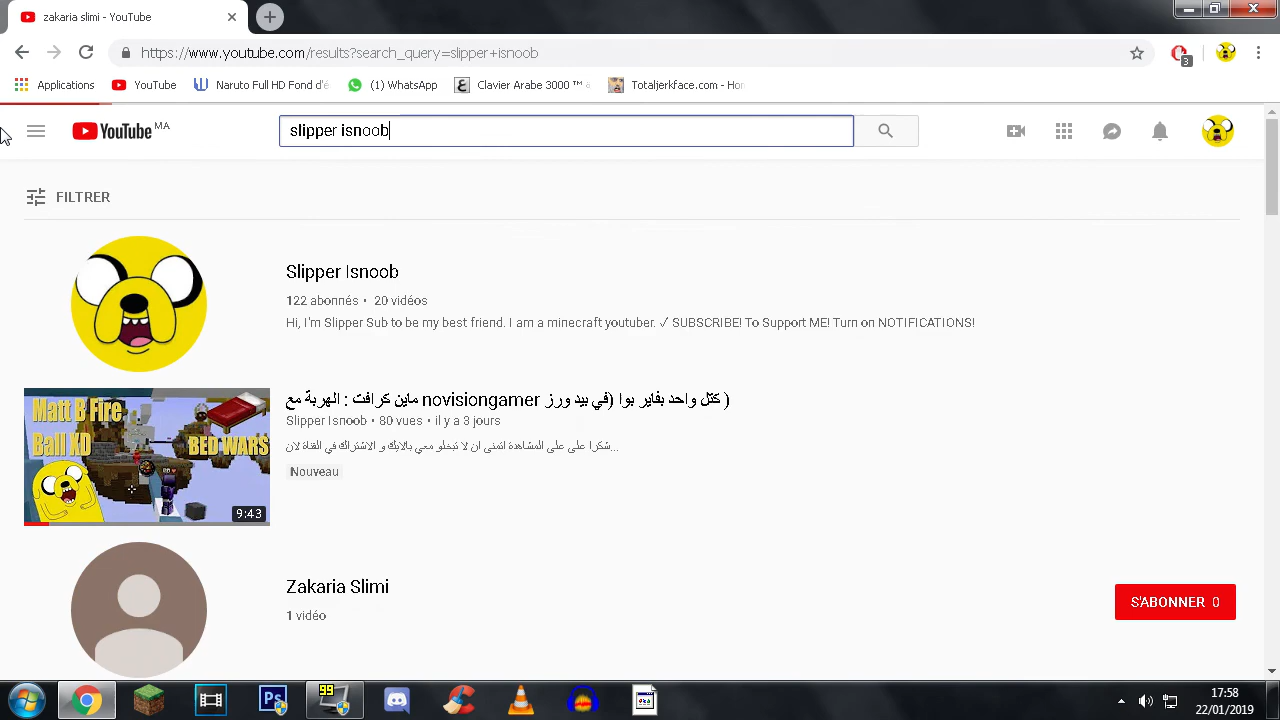 zakaria slimi - YouTube
https://www.youtube.com/results?search_query=slipper+isnoob
3
Applications
YouTube
Naruto Full HD Fond d'é
(1) WhatsApp
Clavier Arabe 3000 ™
Totaljerkface.com - Hor
YouTube MA
slipper isnoob
FILTRER
Slipper Isnoob
122 abonnés • 20 vidéos
Hi, I'm Slipper Sub to be my best friend. I am a minecraft youtuber. ✓ SUBSCRIBE! To Support ME!Turn on NOTIFICATIONS!
Matt B Fire
Ball XD
BED WARS
9:43
ماين كرافت : الهربة مع novisiongamer كتل واحد بفاير بوا (في بيد ورز )
Slipper Isnoob • 80 vues • il y a 3 jours
شكرا على على المشاهدة اتمنى ان لا تبخلو معي بالايك و الاشتراك في القناة لان...
Nouveau
Zakaria Slimi
1 vidéo
S'ABONNER 0
99
17:58
22/01/2019